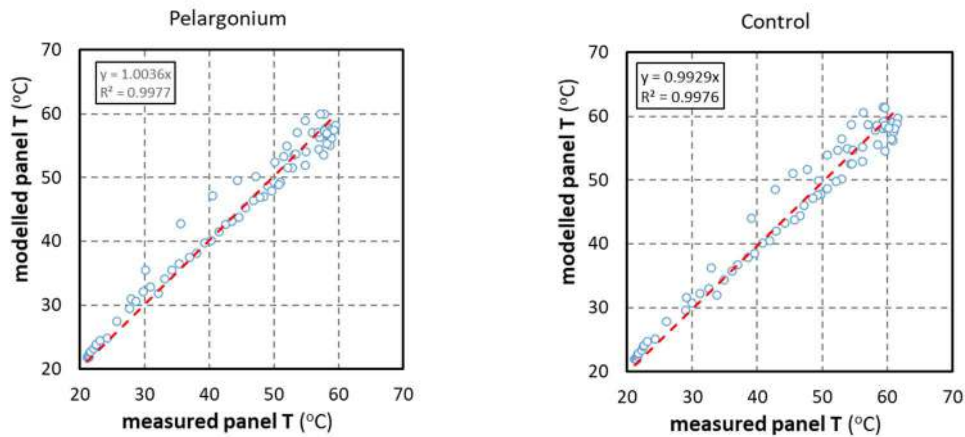 Pelargonium
70
60
50
40
30
20
modelled panel T (°C)
y = 1.0036x
R² = 0.9977
20 30 40 50 60 70
measured panel T (°C)
Control
70
60
50
40
30
20
modelled panel T (°C)
y = 0.9929x
R² = 0.9976
20 30 40 50 60 70
measured panel T (°C)